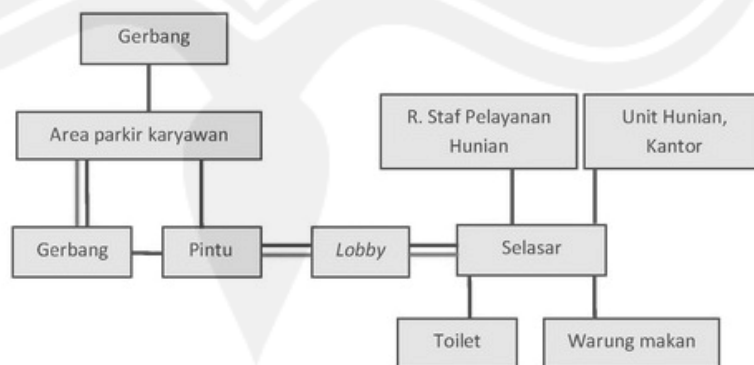 Gerbang
Area parkir karyawan
R. Staf Pelayanan
Hunian
Unit Hunian,
Kantor
Gerbang
Pintu
Lobby
Selasar
Toilet
Warung makan